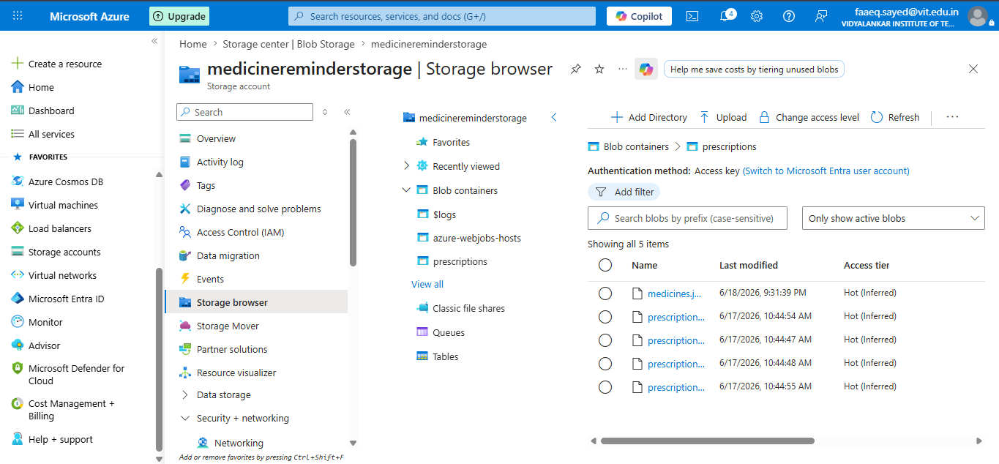 Microsoft Azure
Upgrade
Search resources, services, and docs (G+/)
Copilot
4
faaeq.sayed@vit.edu.in
VIDYALANKAR INSTITUTE OF TE...
Create a resource
Home
Dashboard
All services
FAVORITES
Azure Cosmos DB
Virtual machines
Load balancers
Storage accounts
Virtual networks
Microsoft Entra ID
Monitor
Advisor
Microsoft Defender for
Cloud
Cost Management +
Billing
Help + support
Home > Storage center | Blob Storage > medicinereminderstorage
medicinereminderstorage | Storage browser
Storage account
Help me save costs by tiering unused blobs
Search
Overview
Activity log
Tags
Diagnose and solve problems
Access Control (IAM)
Data migration
Events
Storage browser
Storage Mover
Partner solutions
Resource visualizer
Data storage
Security + networking
Networking
Add or remove favorites by pressing Ctrl+Shift+F
medicinereminderstorage
Favorites
Recently viewed
Blob containers
$logs
azure-webjobs-hosts
prescriptions
View all
Classic file shares
Queues
Tables
Add Directory
Upload
Change access level
Refresh
Blob containers > prescriptions
Authentication method: Access key (Switch to Microsoft Entra user account)
Add filter
Search blobs by prefix (case-sensitive)
Only show active blobs
Showing all 5 items
Name Last modified Access tier
medicines.j... 6/18/2026, 9:31:39 PM Hot (Inferred)
prescription... 6/17/2026, 10:44:54 AM Hot (Inferred)
prescription... 6/17/2026, 10:44:47 AM Hot (Inferred)
prescription... 6/17/2026, 10:44:48 AM Hot (Inferred)
prescription... 6/17/2026, 10:44:55 AM Hot (Inferred)